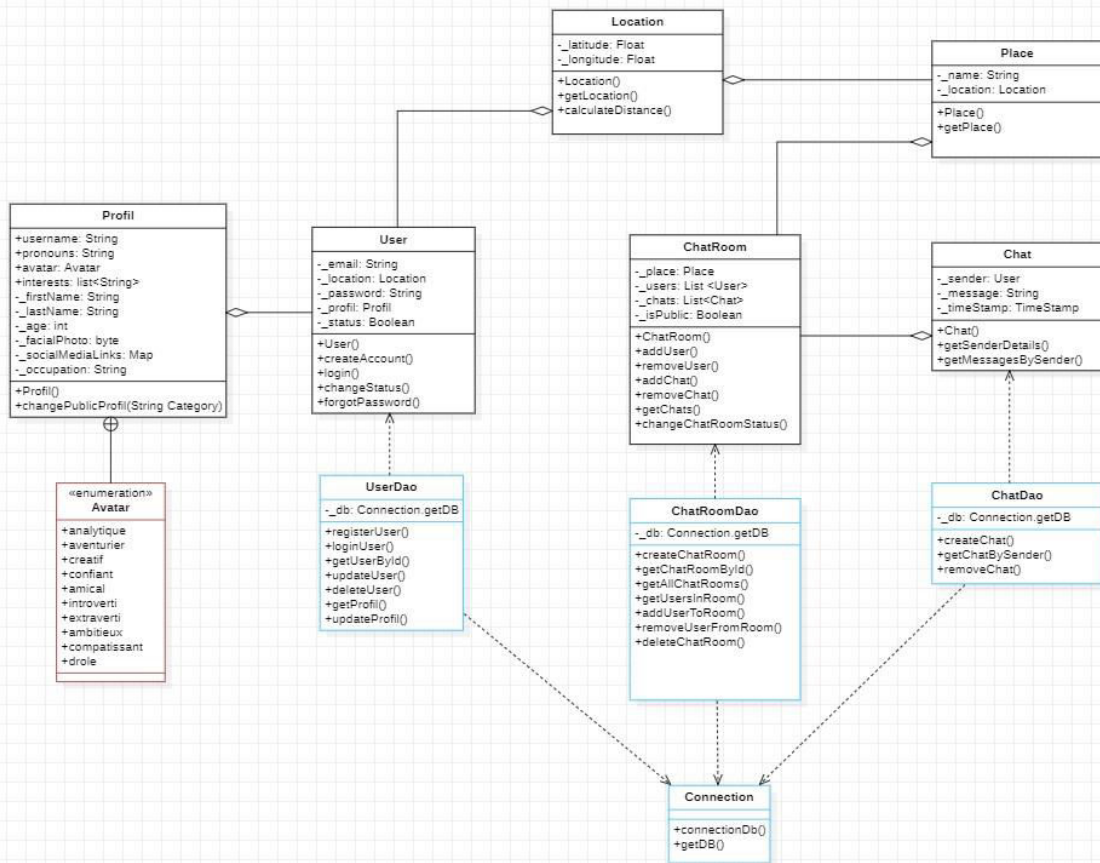 Location
-_latitude: Float
-_longitude: Float
+Location()
+getLocation()
+calculateDistance()
Place
-_name: String
-_location: Location
+Place()
+getPlace()
Profil
+username: String
+pronouns: String
+avatar: Avatar
+interests: list<String>
-_firstName: String
-_lastName: String
-_age: int
-_facialPhoto: byte
-_socialMediaLinks: Map
-_occupation: String
+Profil()
+changePublicProfil(String Category)
User
-_email: String
-_location: Location
-_password: String
-_profil: Profil
-_status: Boolean
+User()
+createAccount()
+login()
+changeStatus()
+forgotPassword()
ChatRoom
-_place: Place
-_users: List <User>
-_chats: List<Chat>
-_isPublic: Boolean
+ChatRoom()
+addUser()
+removeUser()
+addChat()
+removeChat()
+getChats()
+changeChatRoomStatus()
Chat
-_sender: User
-_message: String
-_timeStamp: TimeStamp
+Chat()
+getSenderDetails()
+getMessagesBySender()
«enumeration»
Avatar
+analytique
+aventurier
+creatif
+confiant
+amical
+introverti
+extraverti
+ambitieux
+compatissant
+drole
UserDao
-_db: Connection.getDB
+registerUser()
+loginUser()
+getUserById()
+updateUser()
+deleteUser()
+getProfil()
+updateProfil()
ChatRoomDao
-_db: Connection.getDB
+createChatRoom()
+getChatRoomById()
+getAllChatRooms()
+getUsersInRoom()
+addUserToRoom()
+removeUserFromRoom()
+deleteChatRoom()
ChatDao
-_db: Connection.getDB
+createChat()
+getChatBySender()
+removeChat()
Connection
+connectionDb()
+getDB()